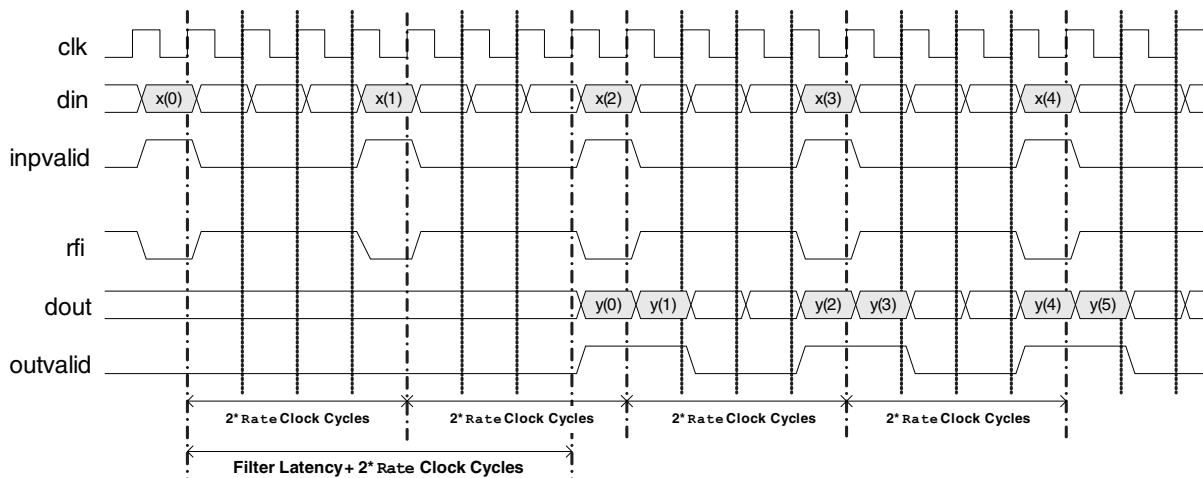 clk
din x(0) x(1) x(2) x(3) x(4)
inpvalid
rfi
dout y(0) y(1) y(2) y(3) y(4) y(5)
outvalid
2* Rate Clock Cycles 2* Rate Clock Cycles 2* Rate Clock Cycles 2* Rate Clock Cycles
Filter Latency + 2* Rate Clock Cycles